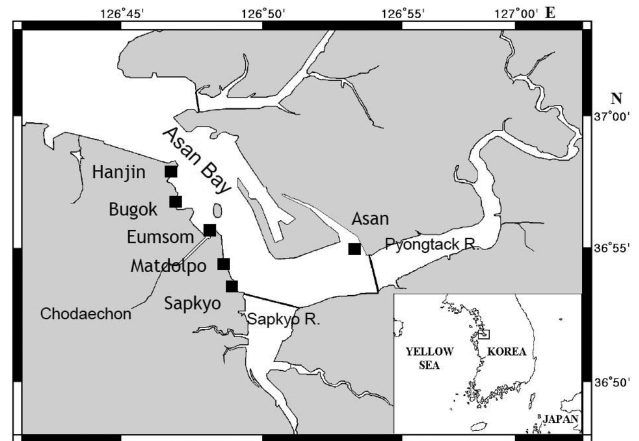 126°45' 126°50' 126°55' 127°00' E
N
37°00'
Asan Bay
Hanjin
Bugok
Asan
Eumsom
Pyongtack R.
36°55'
Matdolpo
Sapkyo
Chodaechon
Sapkyo R.
YELLOW
SEA
KOREA
36°50'
JAPAN